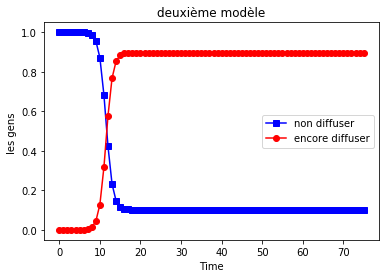 deuxième modèle
les gens
1.0
0.8
0.6
0.4
0.2
0.0
non diffuser
encore diffuser
0 10 20 30 40 50 60 70
Time